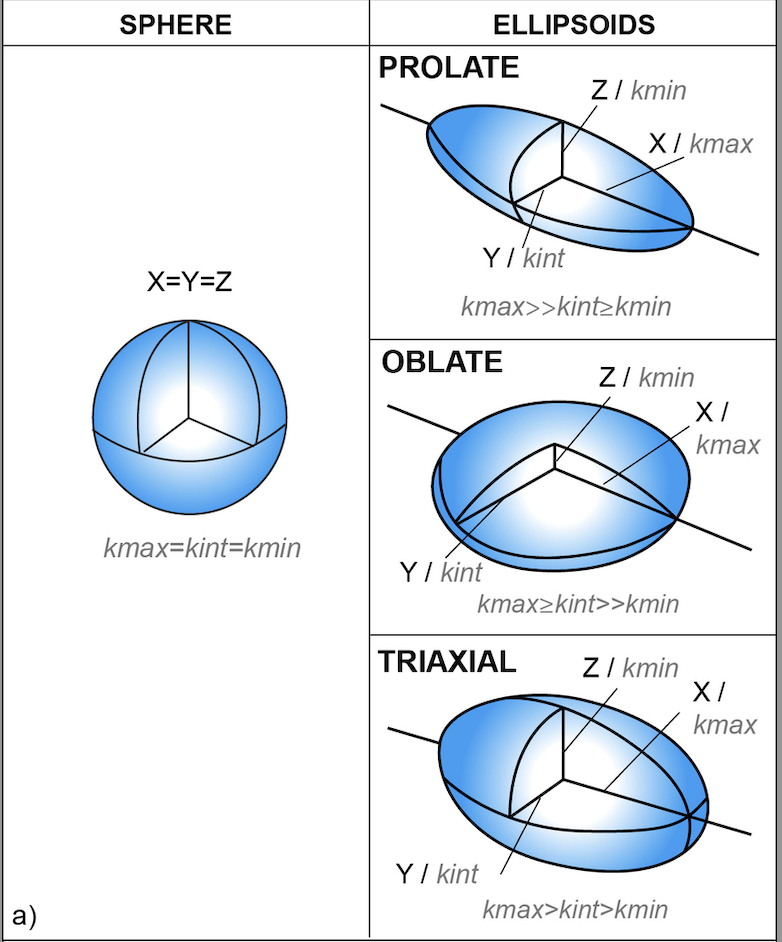 SPHERE
ELLIPSOIDS
X=Y=Z
kmax=kint=kmin
a)
PROLATE
Z / kmin
X / kmax
Y / kint
kmax>>kint≥kmin
OBLATE
Z / kmin
X /
kmax
Y / kint
kmax≥kint>>kmin
TRIAXIAL
Z / kmin
X /
kmax
Y / kint
kmax>kint>kmin